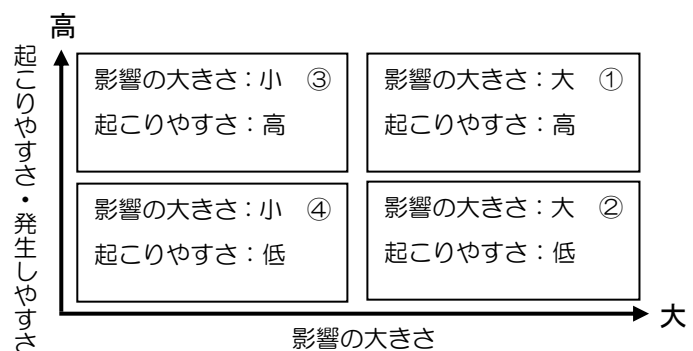 高
起こりやすさ・発生しやすさ
影響の大きさ：小　③
起こりやすさ：高
影響の大きさ：大　①
起こりやすさ：高
影響の大きさ：小　④
起こりやすさ：低
影響の大きさ：大　②
起こりやすさ：低
大
影響の大きさ